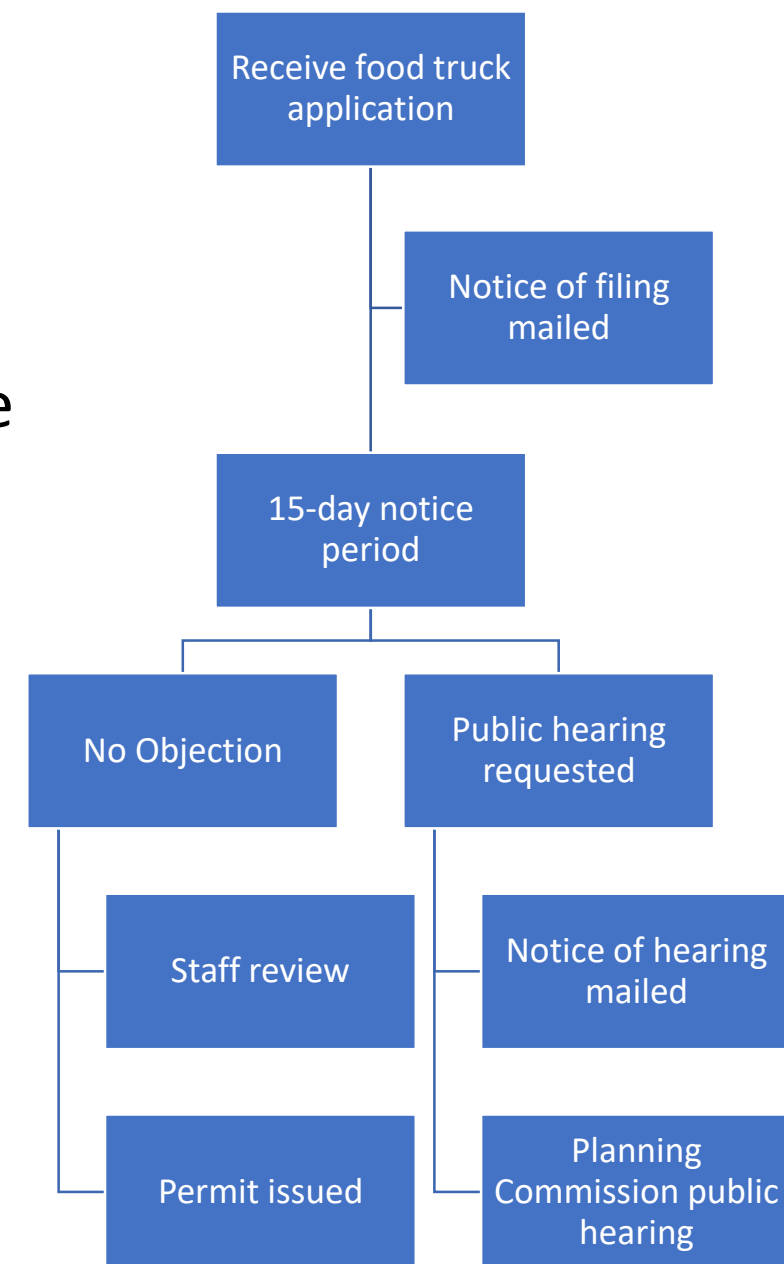 Receive food truck
application
Notice of filing
mailed
e
15-day notice
period
No Objection
Public hearing
requested
Staff review
Notice of hearing
mailed
Permit issued
Planning
Commission public
hearing